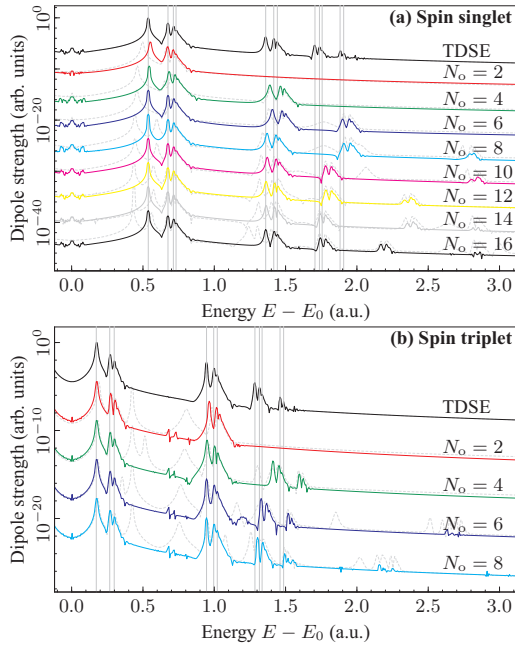 (a) Spin singlet
Dipole strength (arb. units)
10^0
10^-20
10^-40
TDSE
N_o = 2
N_o = 4
N_o = 6
N_o = 8
N_o = 10
N_o = 12
N_o = 14
N_o = 16
0.0 0.5 1.0 1.5 2.0 2.5 3.0
Energy E − E_0 (a.u.)
(b) Spin triplet
Dipole strength (arb. units)
10^0
10^-10
10^-20
TDSE
N_o = 2
N_o = 4
N_o = 6
N_o = 8
0.0 0.5 1.0 1.5 2.0 2.5 3.0
Energy E − E_0 (a.u.)